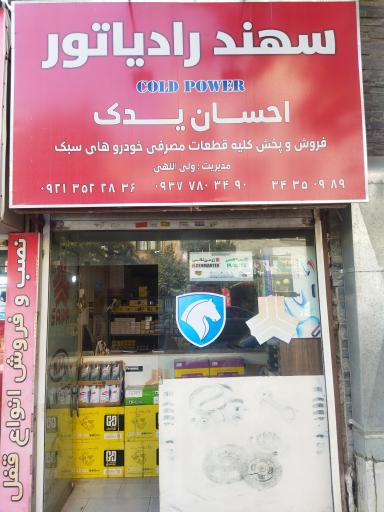 سهند رادیاتور
COLD POWER
احسان یدک
فروش و پخش کلیه قطعات مصرفی خودرو های سبک
مدیریت : ولی اللهی
۰۹۲۱ ۳۵۲ ۲۸ ۳۶   ۰۹۳۷ ۷۸۰ ۳۴ ۹۰   ۳۴ ۳۵ ۰۹ ۸۹
نصب و فروش انواع قفل